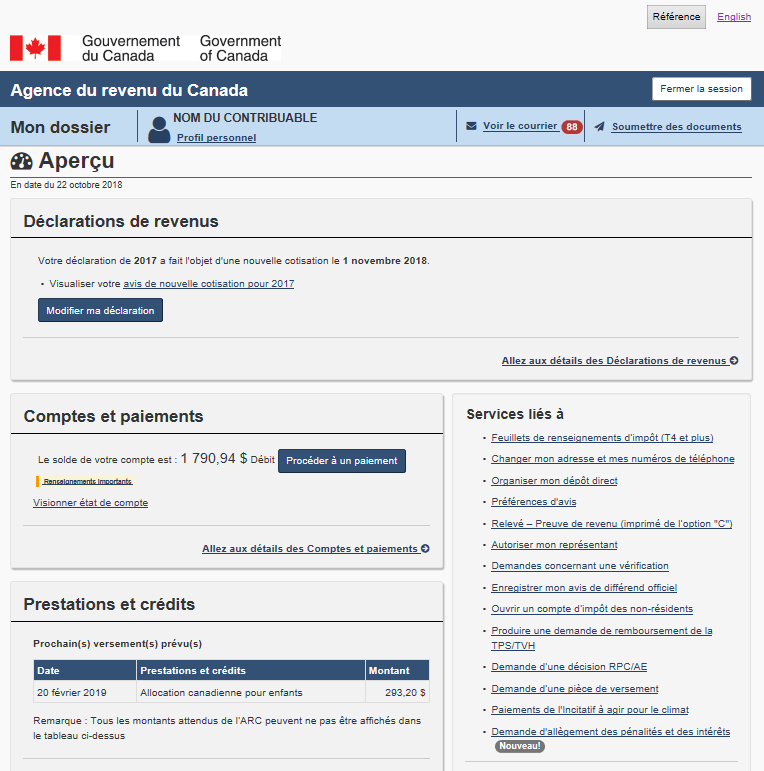 Référence English
Gouvernement du Canada
Government of Canada
Agence du revenu du Canada
Fermer la session
Mon dossier
NOM DU CONTRIBUABLE
Profil personnel
Voir le courrier 88
Soumettre des documents
Aperçu
En date du 22 octobre 2018
Déclarations de revenus
Votre déclaration de 2017 a fait l'objet d'une nouvelle cotisation le 1 novembre 2018.
• Visualiser votre avis de nouvelle cotisation pour 2017
Modifier ma déclaration
Allez aux détails des Déclarations de revenus
Comptes et paiements
Le solde de votre compte est : 1 790,94 $ Débit Procéder à un paiement
Renseignements importants
Visionner état de compte
Allez aux détails des Comptes et paiements
Prestations et crédits
Prochain(s) versement(s) prévu(s)
Date Prestations et crédits Montant
20 février 2019 Allocation canadienne pour enfants 293,20 $
Remarque : Tous les montants attendus de l'ARC peuvent ne pas être affichés dans
le tableau ci-dessus
Services liés à
• Feuillets de renseignements d'impôt (T4 et plus)
• Changer mon adresse et mes numéros de téléphone
• Organiser mon dépôt direct
• Préférences d'avis
• Relevé – Preuve de revenu (imprimé de l'option "C")
• Autoriser mon représentant
• Demandes concernant une vérification
• Enregistrer mon avis de différend officiel
• Ouvrir un compte d'impôt des non-résidents
• Produire une demande de remboursement de la
TPS/TVH
• Demande d'une décision RPC/AE
• Demande d'une pièce de versement
• Paiements de l'Incitatif à agir pour le climat
• Demande d'allègement des pénalités et des intérêts
Nouveau!